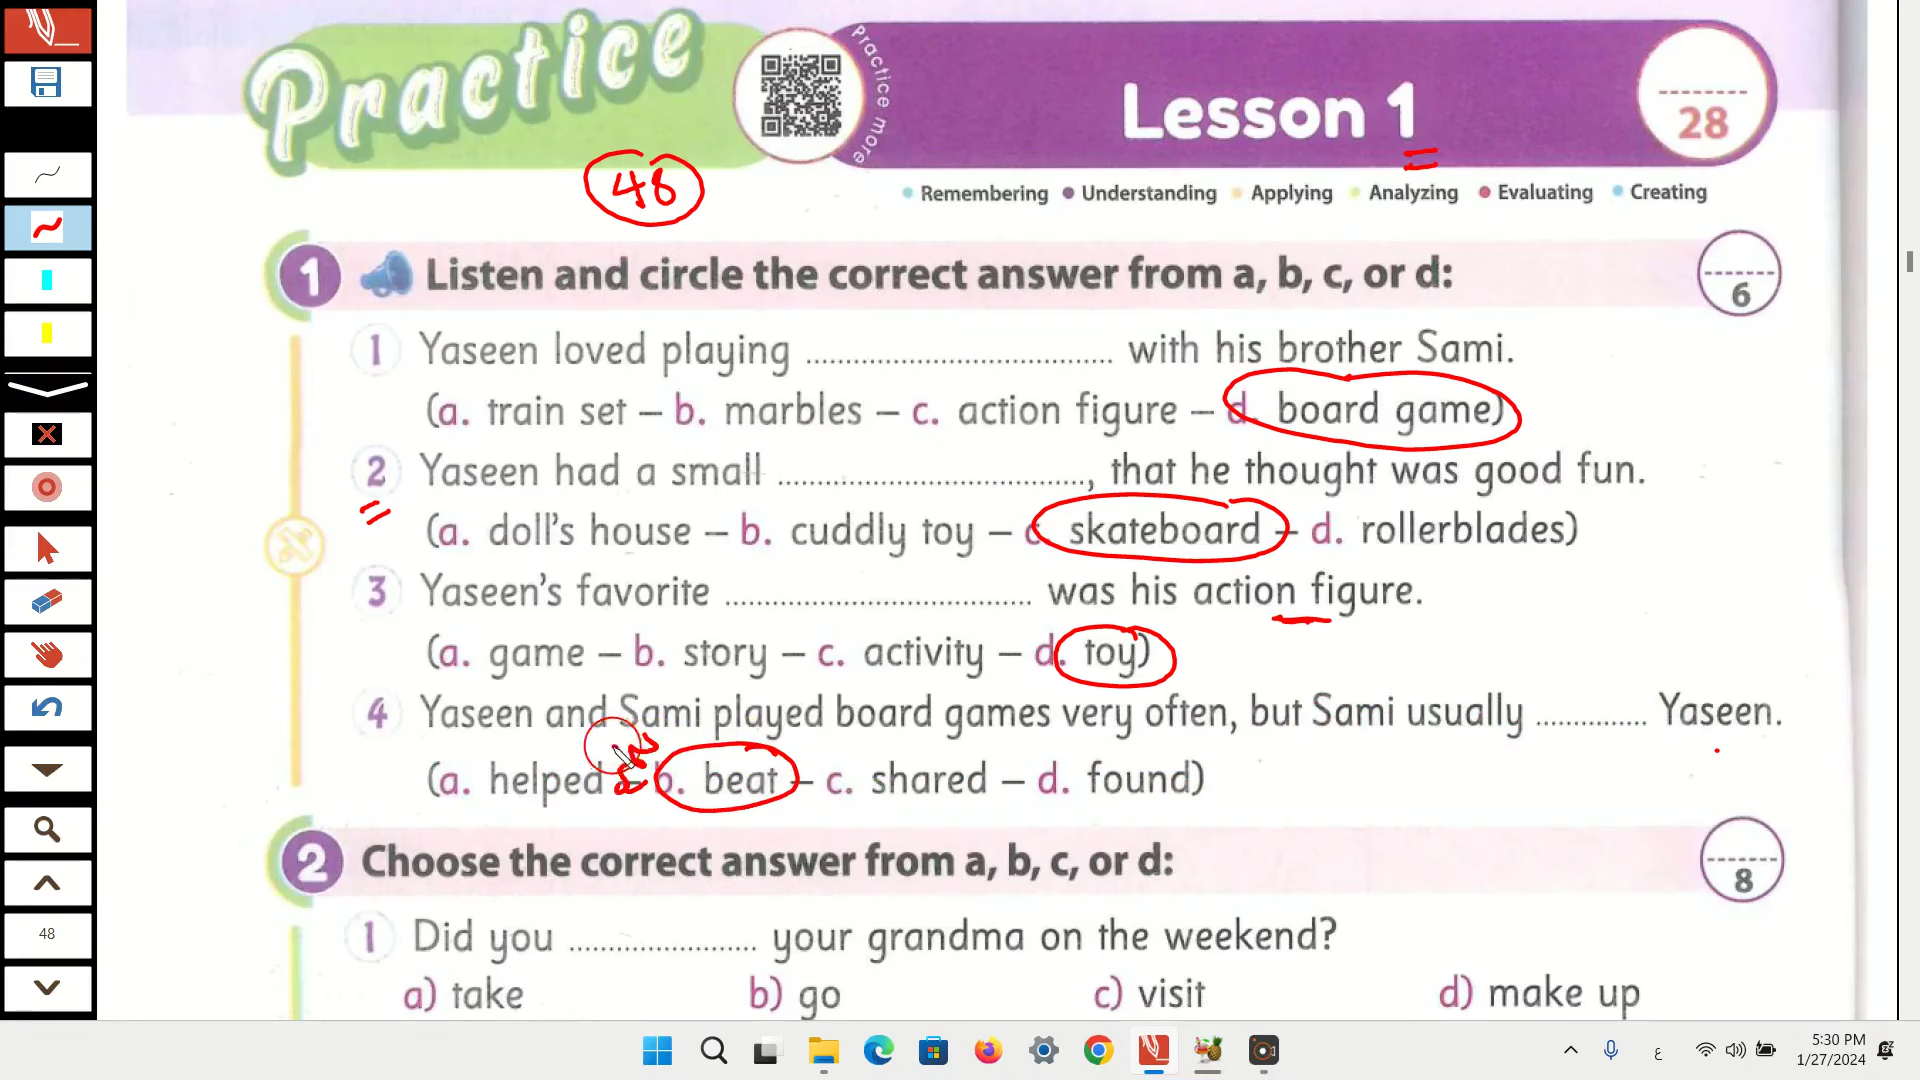 Practice
Practice more
Lesson 1
28
48
Remembering Understanding Applying Analyzing Evaluating Creating
1 Listen and circle the correct answer from a, b, c, or d:
6
1 Yaseen loved playing ........................................ with his brother Sami.
(a. train set – b. marbles – c. action figure – d. board game)
2 Yaseen had a small ........................................, that he thought was good fun.
(a. doll's house – b. cuddly toy – c. skateboard – d. rollerblades)
3 Yaseen's favorite ........................................ was his action figure.
(a. game – b. story – c. activity – d. toy)
4 Yaseen and Sami played board games very often, but Sami usually ............... Yaseen.
(a. helped – b. beat – c. shared – d. found)
2 Choose the correct answer from a, b, c, or d:
8
1 Did you ........................ your grandma on the weekend?
a) take b) go c) visit d) make up
48
ع
5:30 PM
1/27/2024